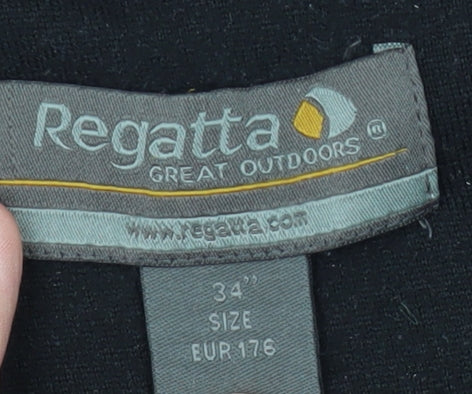 Regatta ®
GREAT OUTDOORS
www.regatta.com
34"
SIZE
EUR 176